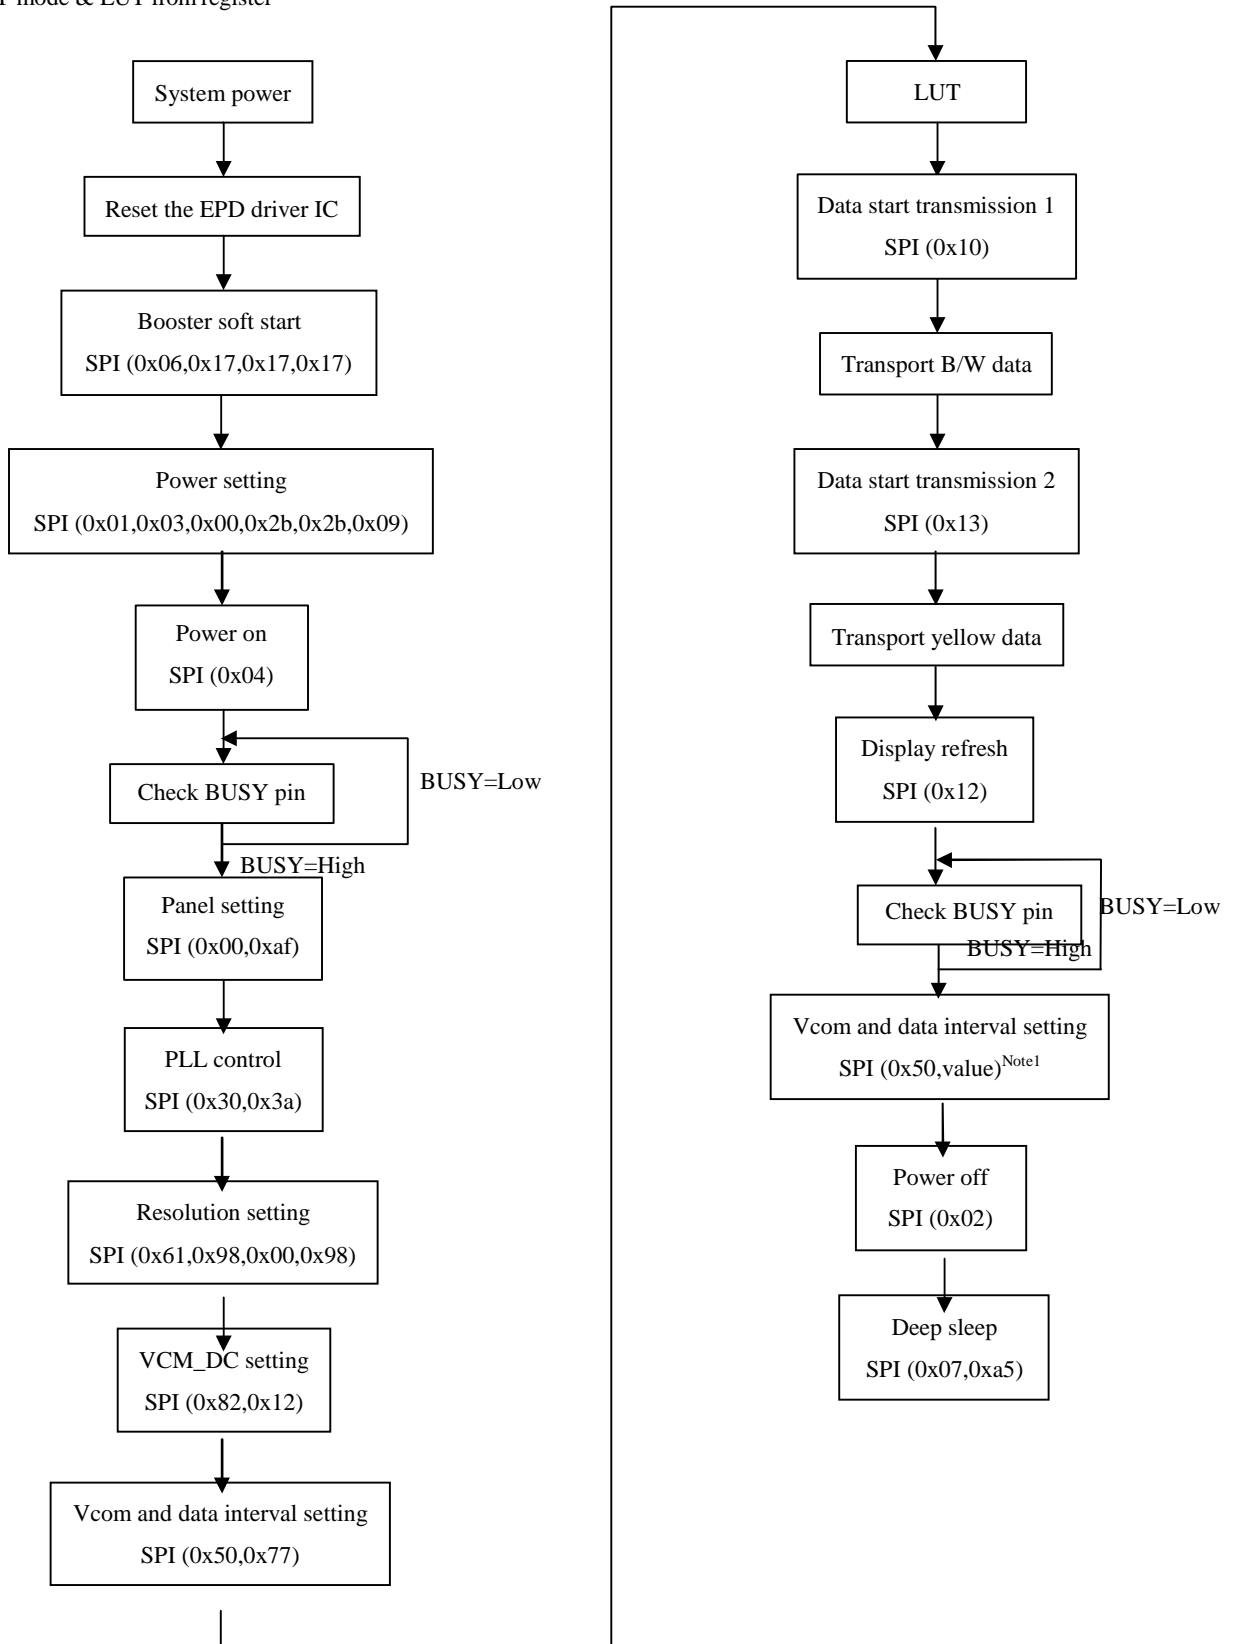 mode & LUT from register
System power
Reset the EPD driver IC
Booster soft start
SPI (0x06,0x17,0x17,0x17)
Power setting
SPI (0x01,0x03,0x00,0x2b,0x2b,0x09)
Power on
SPI (0x04)
Check BUSY pin
BUSY=Low
BUSY=High
Panel setting
SPI (0x00,0xaf)
PLL control
SPI (0x30,0x3a)
Resolution setting
SPI (0x61,0x98,0x00,0x98)
VCM_DC setting
SPI (0x82,0x12)
Vcom and data interval setting
SPI (0x50,0x77)
LUT
Data start transmission 1
SPI (0x10)
Transport B/W data
Data start transmission 2
SPI (0x13)
Transport yellow data
Display refresh
SPI (0x12)
Check BUSY pin
BUSY=Low
BUSY=High
Vcom and data interval setting
SPI (0x50,value)Note1
Power off
SPI (0x02)
Deep sleep
SPI (0x07,0xa5)